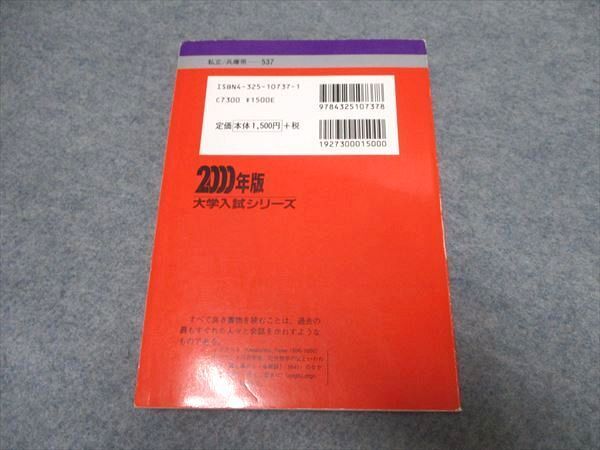 私立／兵庫県──537
ISBN4-325-10737-1
C7300 ¥1500E
定価 本体1,500円 +税
9784325107378
1927300015000
2000年版
大学入試シリーズ
すべて良き書物を読むことは、過去の
最もすぐれた人々と会話をかわすような
ものである。